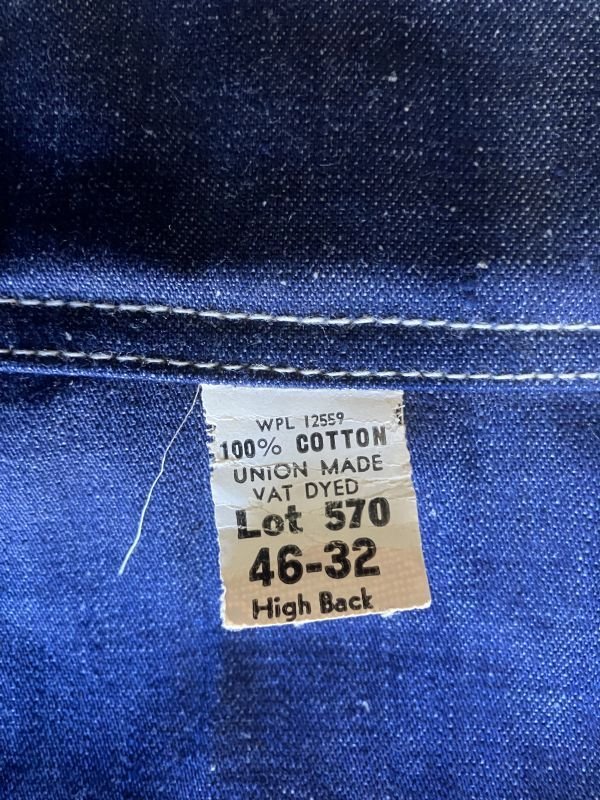 WPL 12559
100% COTTON
UNION MADE
VAT DYED
Lot 570
46-32
High Back